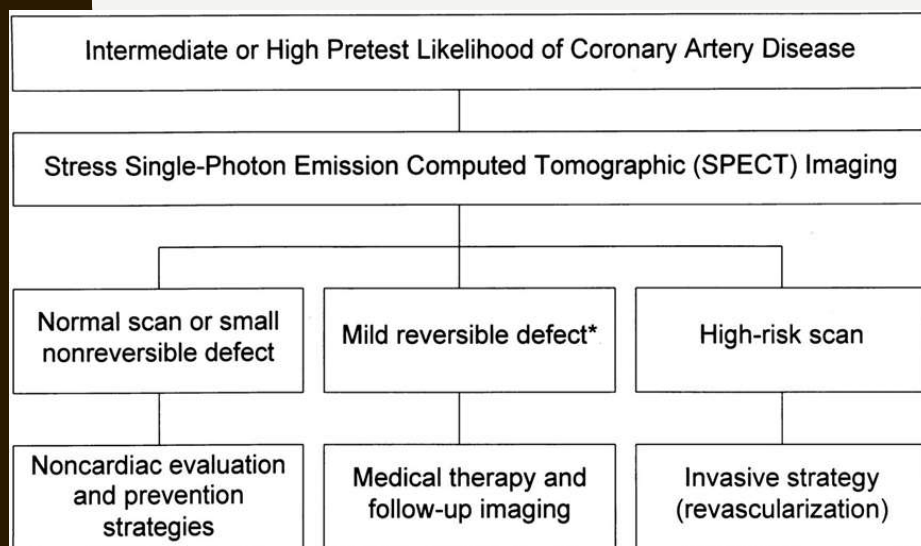 Intermediate or High Pretest Likelihood of Coronary Artery Disease
Stress Single-Photon Emission Computed Tomographic (SPECT) Imaging
Normal scan or small
nonreversible defect
Mild reversible defect*
High-risk scan
Noncardiac evaluation
and prevention
strategies
Medical therapy and
follow-up imaging
Invasive strategy
(revascularization)